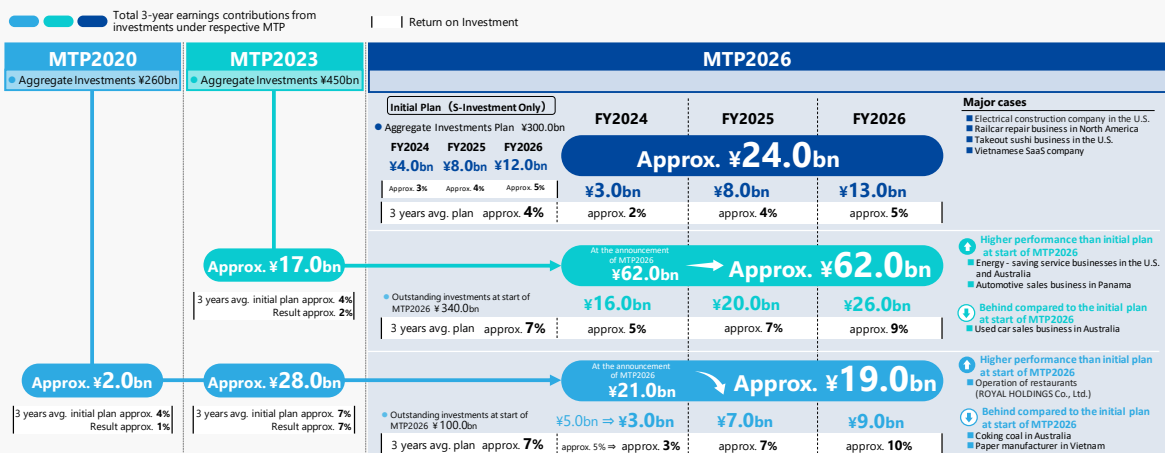 Total 3-year earnings contributions from
investments under respective MTP
Return on Investment
MTP2020
● Aggregate Investments ¥260bn
MTP2023
● Aggregate Investments ¥450bn
MTP2026
Initial Plan (S-Investment Only)
● Aggregate Investments Plan ¥300.0bn
FY2024 FY2025 FY2026
¥4.0bn ¥8.0bn ¥12.0bn
Approx. 3% Approx. 4% Approx. 5%
3 years avg. plan approx. 4%
FY2024 FY2025 FY2026
Approx. ¥24.0bn
¥3.0bn ¥8.0bn ¥13.0bn
approx. 2% approx. 4% approx. 5%
Major cases
■ Electrical construction company in the U.S.
■ Railcar repair business in North America
■ Takeout sushi business in the U.S.
■ Vietnamese SaaS company
Approx. ¥17.0bn
3 years avg. initial plan approx. 4%
Result approx. 2%
● Outstanding investments at start of
MTP2026 ¥340.0bn
3 years avg. plan approx. 7%
At the announcement
of MTP2026
¥62.0bn
Approx. ¥62.0bn
¥16.0bn ¥20.0bn ¥26.0bn
approx. 5% approx. 7% approx. 9%
Higher performance than initial plan
at start of MTP2026
■ Energy - saving service businesses in the U.S.
and Australia
■ Automotive sales business in Panama
Behind compared to the initial plan
at start of MTP2026
■ Used car sales business in Australia
Approx. ¥2.0bn
3 years avg. initial plan approx. 4%
Result approx. 1%
Approx. ¥28.0bn
3 years avg. initial plan approx. 7%
Result approx. 7%
● Outstanding investments at start of
MTP2026 ¥100.0bn
3 years avg. plan approx. 7%
At the announcement
of MTP2026
¥21.0bn
Approx. ¥19.0bn
¥5.0bn ⇒ ¥3.0bn ¥7.0bn ¥9.0bn
approx. 5% ⇒ approx. 3% approx. 7% approx. 10%
Higher performance than initial plan
at start of MTP2026
■ Operation of restaurants
(ROYAL HOLDINGS Co., Ltd.)
Behind compared to the initial plan
at start of MTP2026
■ Coking coal in Australia
■ Paper manufacturer in Vietnam